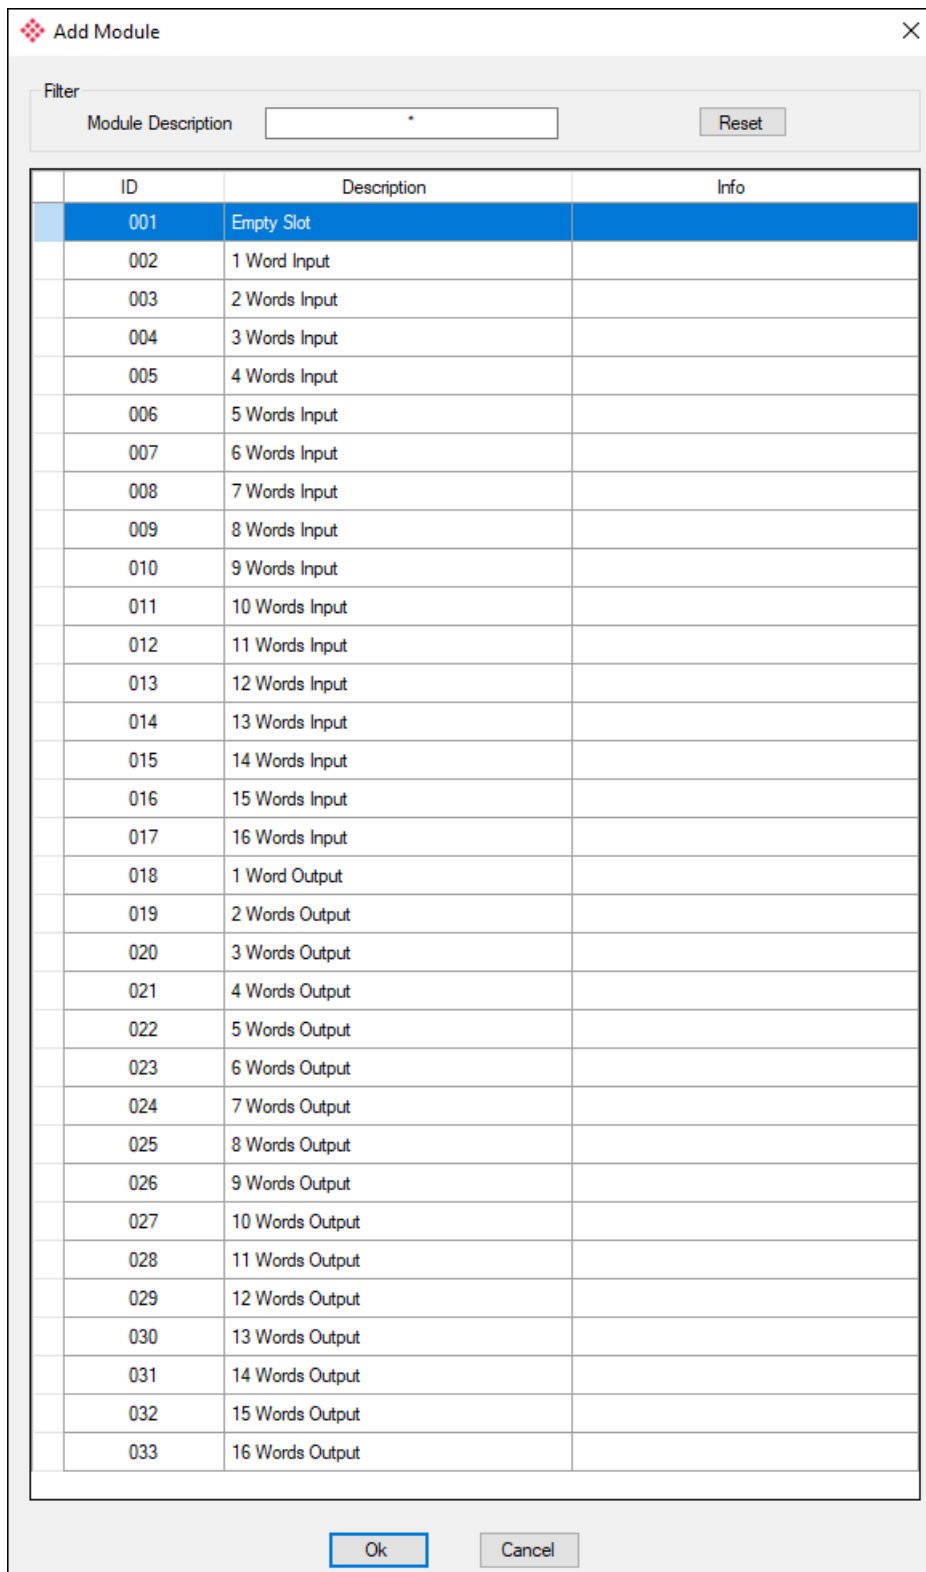 Add Module
Filter
Module Description * Reset
ID Description Info
001 Empty Slot
002 1 Word Input
003 2 Words Input
004 3 Words Input
005 4 Words Input
006 5 Words Input
007 6 Words Input
008 7 Words Input
009 8 Words Input
010 9 Words Input
011 10 Words Input
012 11 Words Input
013 12 Words Input
014 13 Words Input
015 14 Words Input
016 15 Words Input
017 16 Words Input
018 1 Word Output
019 2 Words Output
020 3 Words Output
021 4 Words Output
022 5 Words Output
023 6 Words Output
024 7 Words Output
025 8 Words Output
026 9 Words Output
027 10 Words Output
028 11 Words Output
029 12 Words Output
030 13 Words Output
031 14 Words Output
032 15 Words Output
033 16 Words Output
Ok Cancel